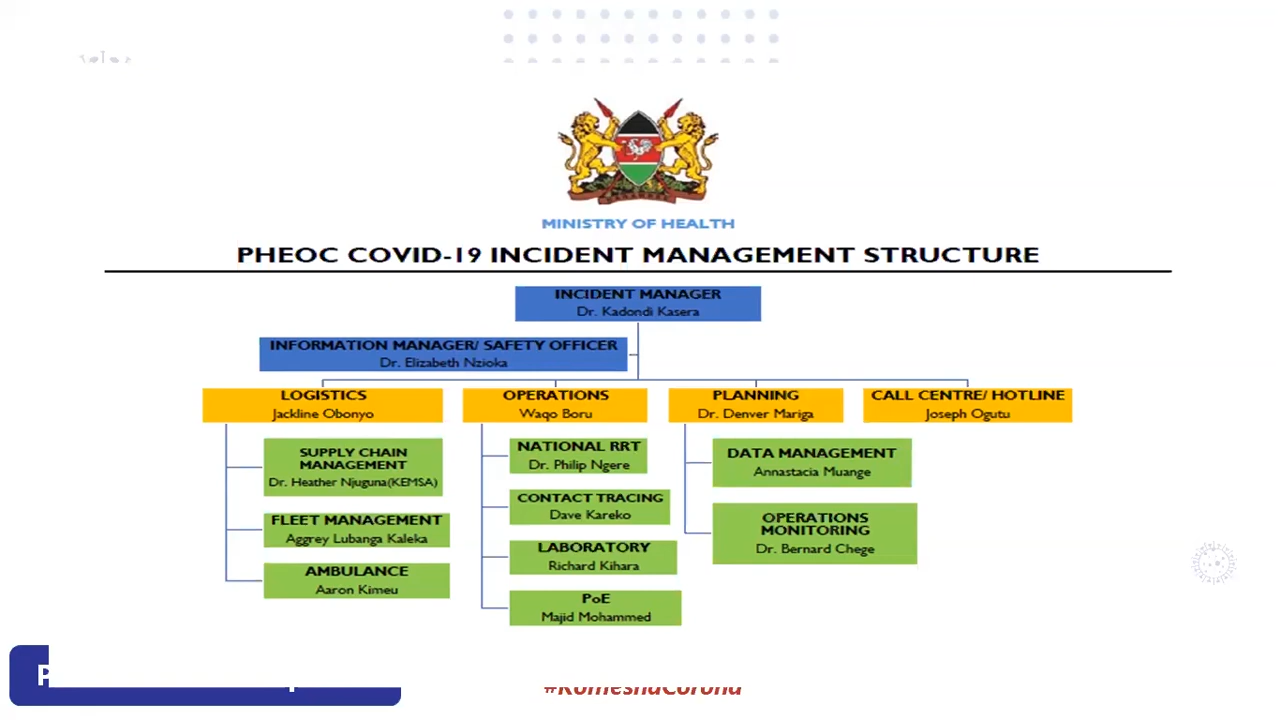 MINISTRY OF HEALTH
PHEOC COVID-19 INCIDENT MANAGEMENT STRUCTURE
INCIDENT MANAGER
Dr. Kadondi Kasera
INFORMATION MANAGER/ SAFETY OFFICER
Dr. Elizabeth Nzioka
LOGISTICS
Jackline Obonyo
OPERATIONS
Waqo Boru
PLANNING
Dr. Denver Mariga
CALL CENTRE/ HOTLINE
Joseph Ogutu
SUPPLY CHAIN
MANAGEMENT
Dr. Heather Njuguna(KEMSA)
FLEET MANAGEMENT
Aggrey Lubanga Kaleka
AMBULANCE
Aaron Kimeu
NATIONAL RRT
Dr. Philip Ngere
CONTACT TRACING
Dave Kareko
LABORATORY
Richard Kihara
PoE
Majid Mohammed
DATA MANAGEMENT
Annastacia Muange
OPERATIONS
MONITORING
Dr. Bernard Chege
#KomeshaCorona